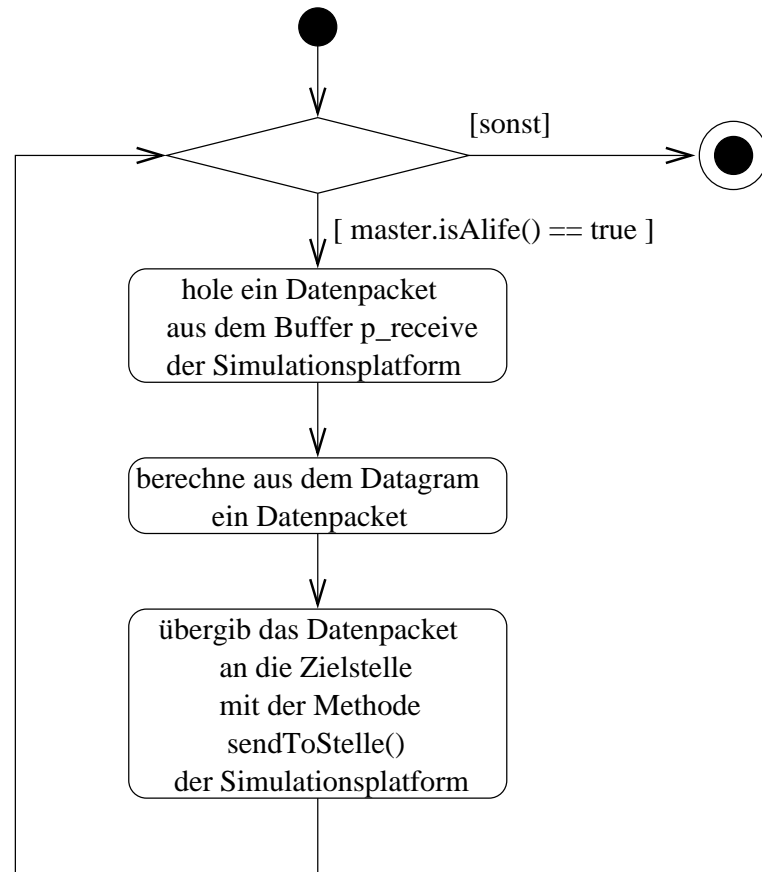 [sonst]
[ master.isAlife() == true ]
hole ein Datenpacket
aus dem Buffer p_receive
der Simulationsplatform
berechne aus dem Datagram
ein Datenpacket
übergib das Datenpacket
an die Zielstelle
mit der Methode
sendToStelle()
der Simulationsplatform